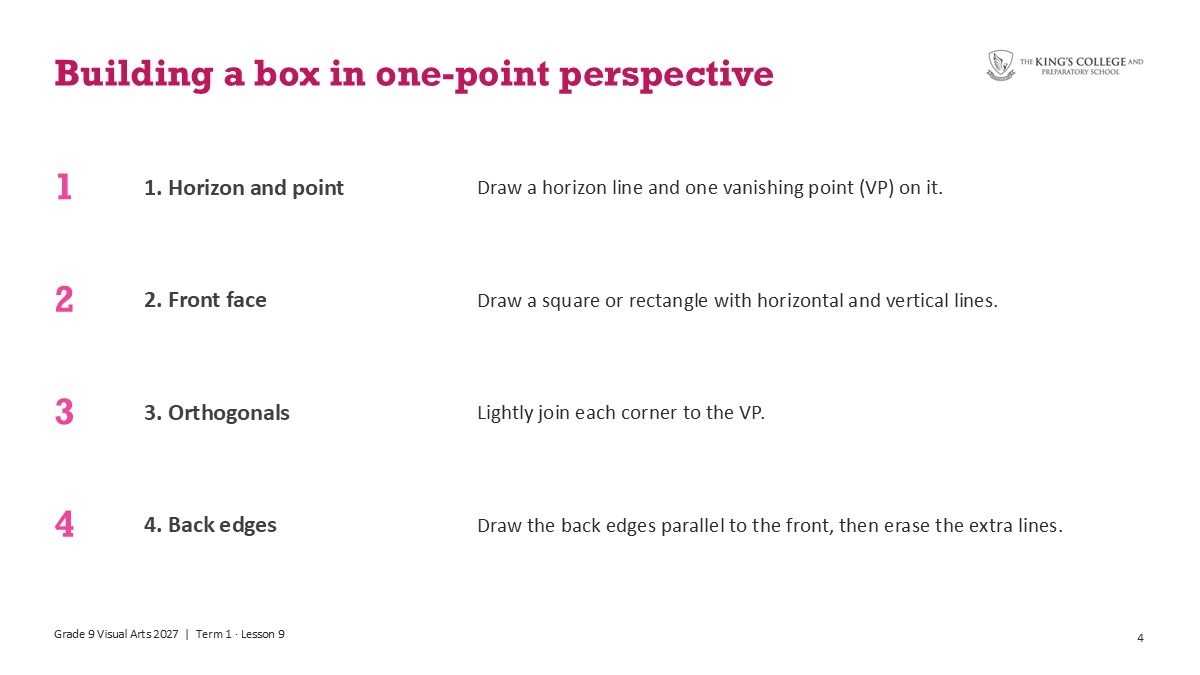 Building a box in one-point perspective
THE KING'S COLLEGE AND
PREPARATORY SCHOOL
1
1. Horizon and point
Draw a horizon line and one vanishing point (VP) on it.
2
2. Front face
Draw a square or rectangle with horizontal and vertical lines.
3
3. Orthogonals
Lightly join each corner to the VP.
4
4. Back edges
Draw the back edges parallel to the front, then erase the extra lines.
Grade 9 Visual Arts 2027 | Term 1 · Lesson 9
4